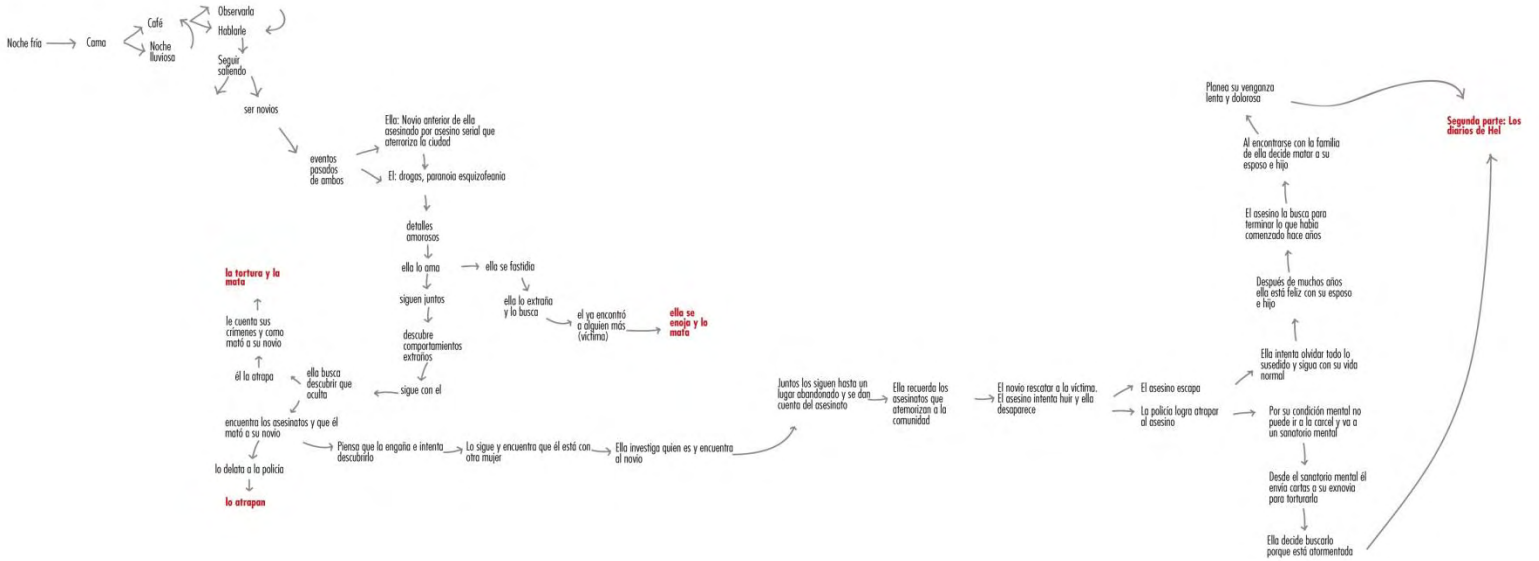 Noche fria
Cama
Café
Noche
lluviosa
Observarla
Hablarle
Seguir
saliendo
ser novios
eventos
pasados
de ambos
Ella: Novio anterior de ella
asesinado por asesino serial que
aterroriza la ciudad
El: drogas, paranoia esquizofeania
detalles
amorosos
ella lo ama
ella se fastidia
ella lo extraña
y lo busca
el ya encontró
a alguien más
(víctima)
ella se
enoja y lo
mata
siguen juntos
descubre
comportamientos
extraños
sigue con el
ella busca
descubrir que
oculta
él la atrapa
le cuenta sus
crimenes y como
mató a su novio
la tortura y la
mata
encuentra los asesinatos y que él
mató a su novio
lo delata a la policia
lo atrapan
Piensa que la engaña e intenta
descubrirlo
Lo sigue y encuentra que él está con
otra mujer
Ella investiga quien es y encuentra
al novio
Juntos los siguen hasta un
lugar abandonado y se dan
cuenta del asesinato
Ella recuerda los
asesinatos que
atemorizan a la
comunidad
El novio rescatar a la víctima.
El asesino intenta huir y ella
desaparece
El asesino escapa
La policía logra atrapar
al asesino
Ella intenta olvidar todo lo
susedido y sigua con su vida
normal
Después de muchos años
ella está feliz con su esposo
e hijo
El asesino la busca para
terminar lo que habia
comenzado hace años
Al encontrarse con la familia
de ella decide matar a su
esposo e hijo
Planea su venganza
lenta y dolorosa
Segunda parte: Los
diarios de Hel
Por su condición mental no
puede ir a la carcel y va a
un sanatorio mental
Desde el sanatorio mental él
envia cartas a su exnovia
para torturarla
Ella decide buscarlo
porque está atormentada